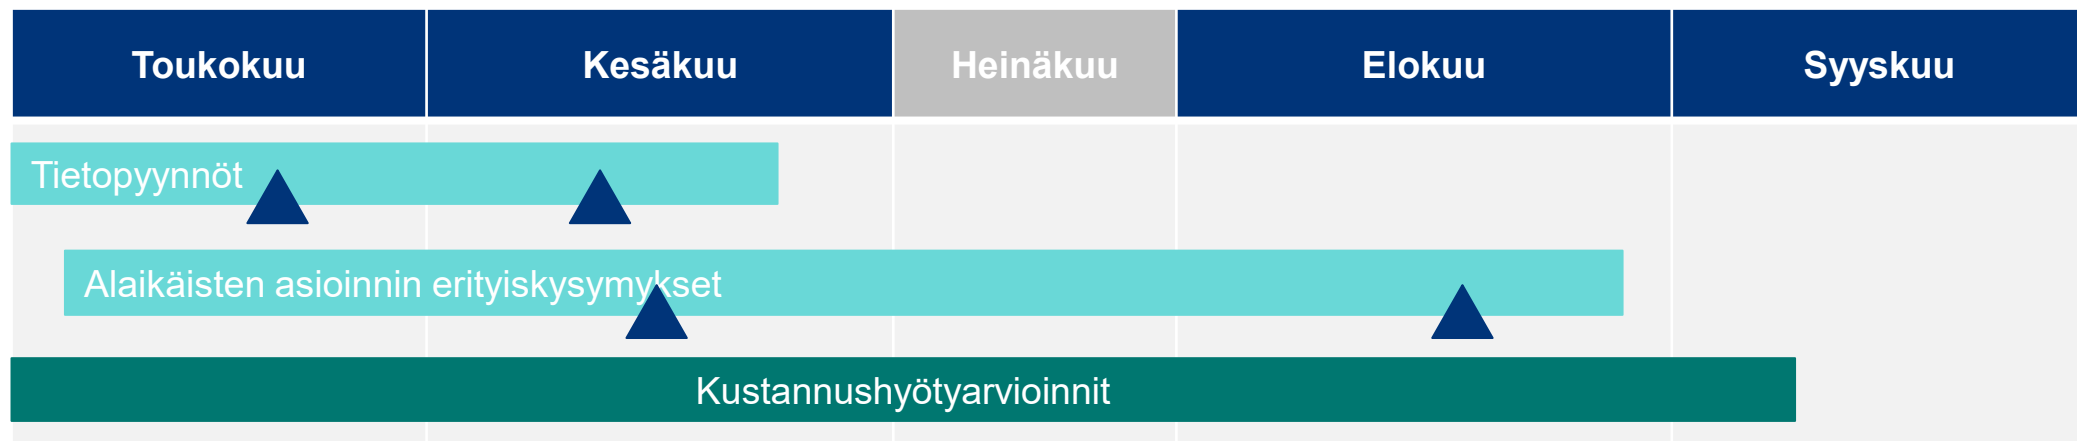 Toukokuu
Kesäkuu
Heinäkuu
Elokuu
Syyskuu
Tietopyynnöt
Alaikäisten asioinnin erityiskysymykset
Kustannushyötyarvioinnit